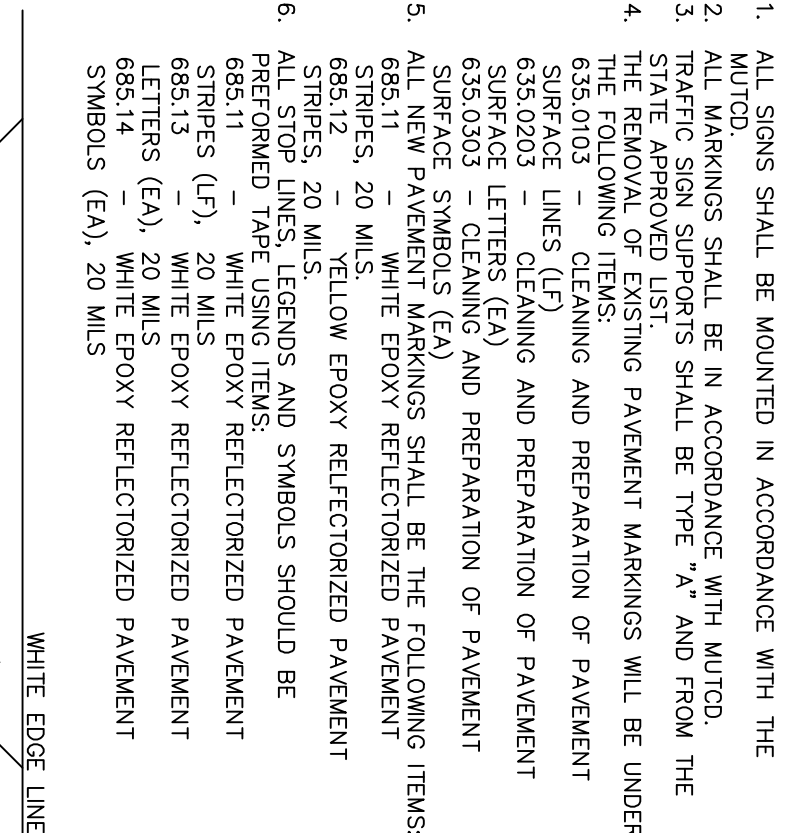 1. ALL SIGNS SHALL BE MOUNTED IN ACCORDANCE WITH THE
MUTCD.
2. ALL MARKINGS SHALL BE IN ACCORDANCE WITH MUTCD.
3. TRAFFIC SIGN SUPPORTS SHALL BE TYPE "A" AND FROM THE
STATE APPROVED LIST.
4. THE REMOVAL OF EXISTING PAVEMENT MARKINGS WILL BE UNDER
THE FOLLOWING ITEMS:
635.0103 – CLEANING AND PREPARATION OF PAVEMENT
SURFACE LINES (LF)
635.0203 – CLEANING AND PREPARATION OF PAVEMENT
SURFACE LETTERS (EA)
635.0303 – CLEANING AND PREPARATION OF PAVEMENT
SURFACE SYMBOLS (EA)
5. ALL NEW PAVEMENT MARKINGS SHALL BE THE FOLLOWING ITEMS:
685.11 – WHITE EPOXY REFLECTORIZED PAVEMENT
STRIPES, 20 MILS.
685.12 – YELLOW EPOXY RELFECTORIZED PAVEMENT
STRIPES, 20 MILS.
6. ALL STOP LINES, LEGENDS AND SYMBOLS SHOULD BE
PREFORMED TAPE USING ITEMS:
685.11 – WHITE EPOXY REFLECTORIZED PAVEMENT
STRIPES (LF), 20 MILS
685.13 – WHITE EPOXY REFLECTORIZED PAVEMENT
LETTERS (EA), 20 MILS
685.14 – WHITE EPOXY REFLECTORIZED PAVEMENT
SYMBOLS (EA), 20 MILS
WHITE EDGE LINE